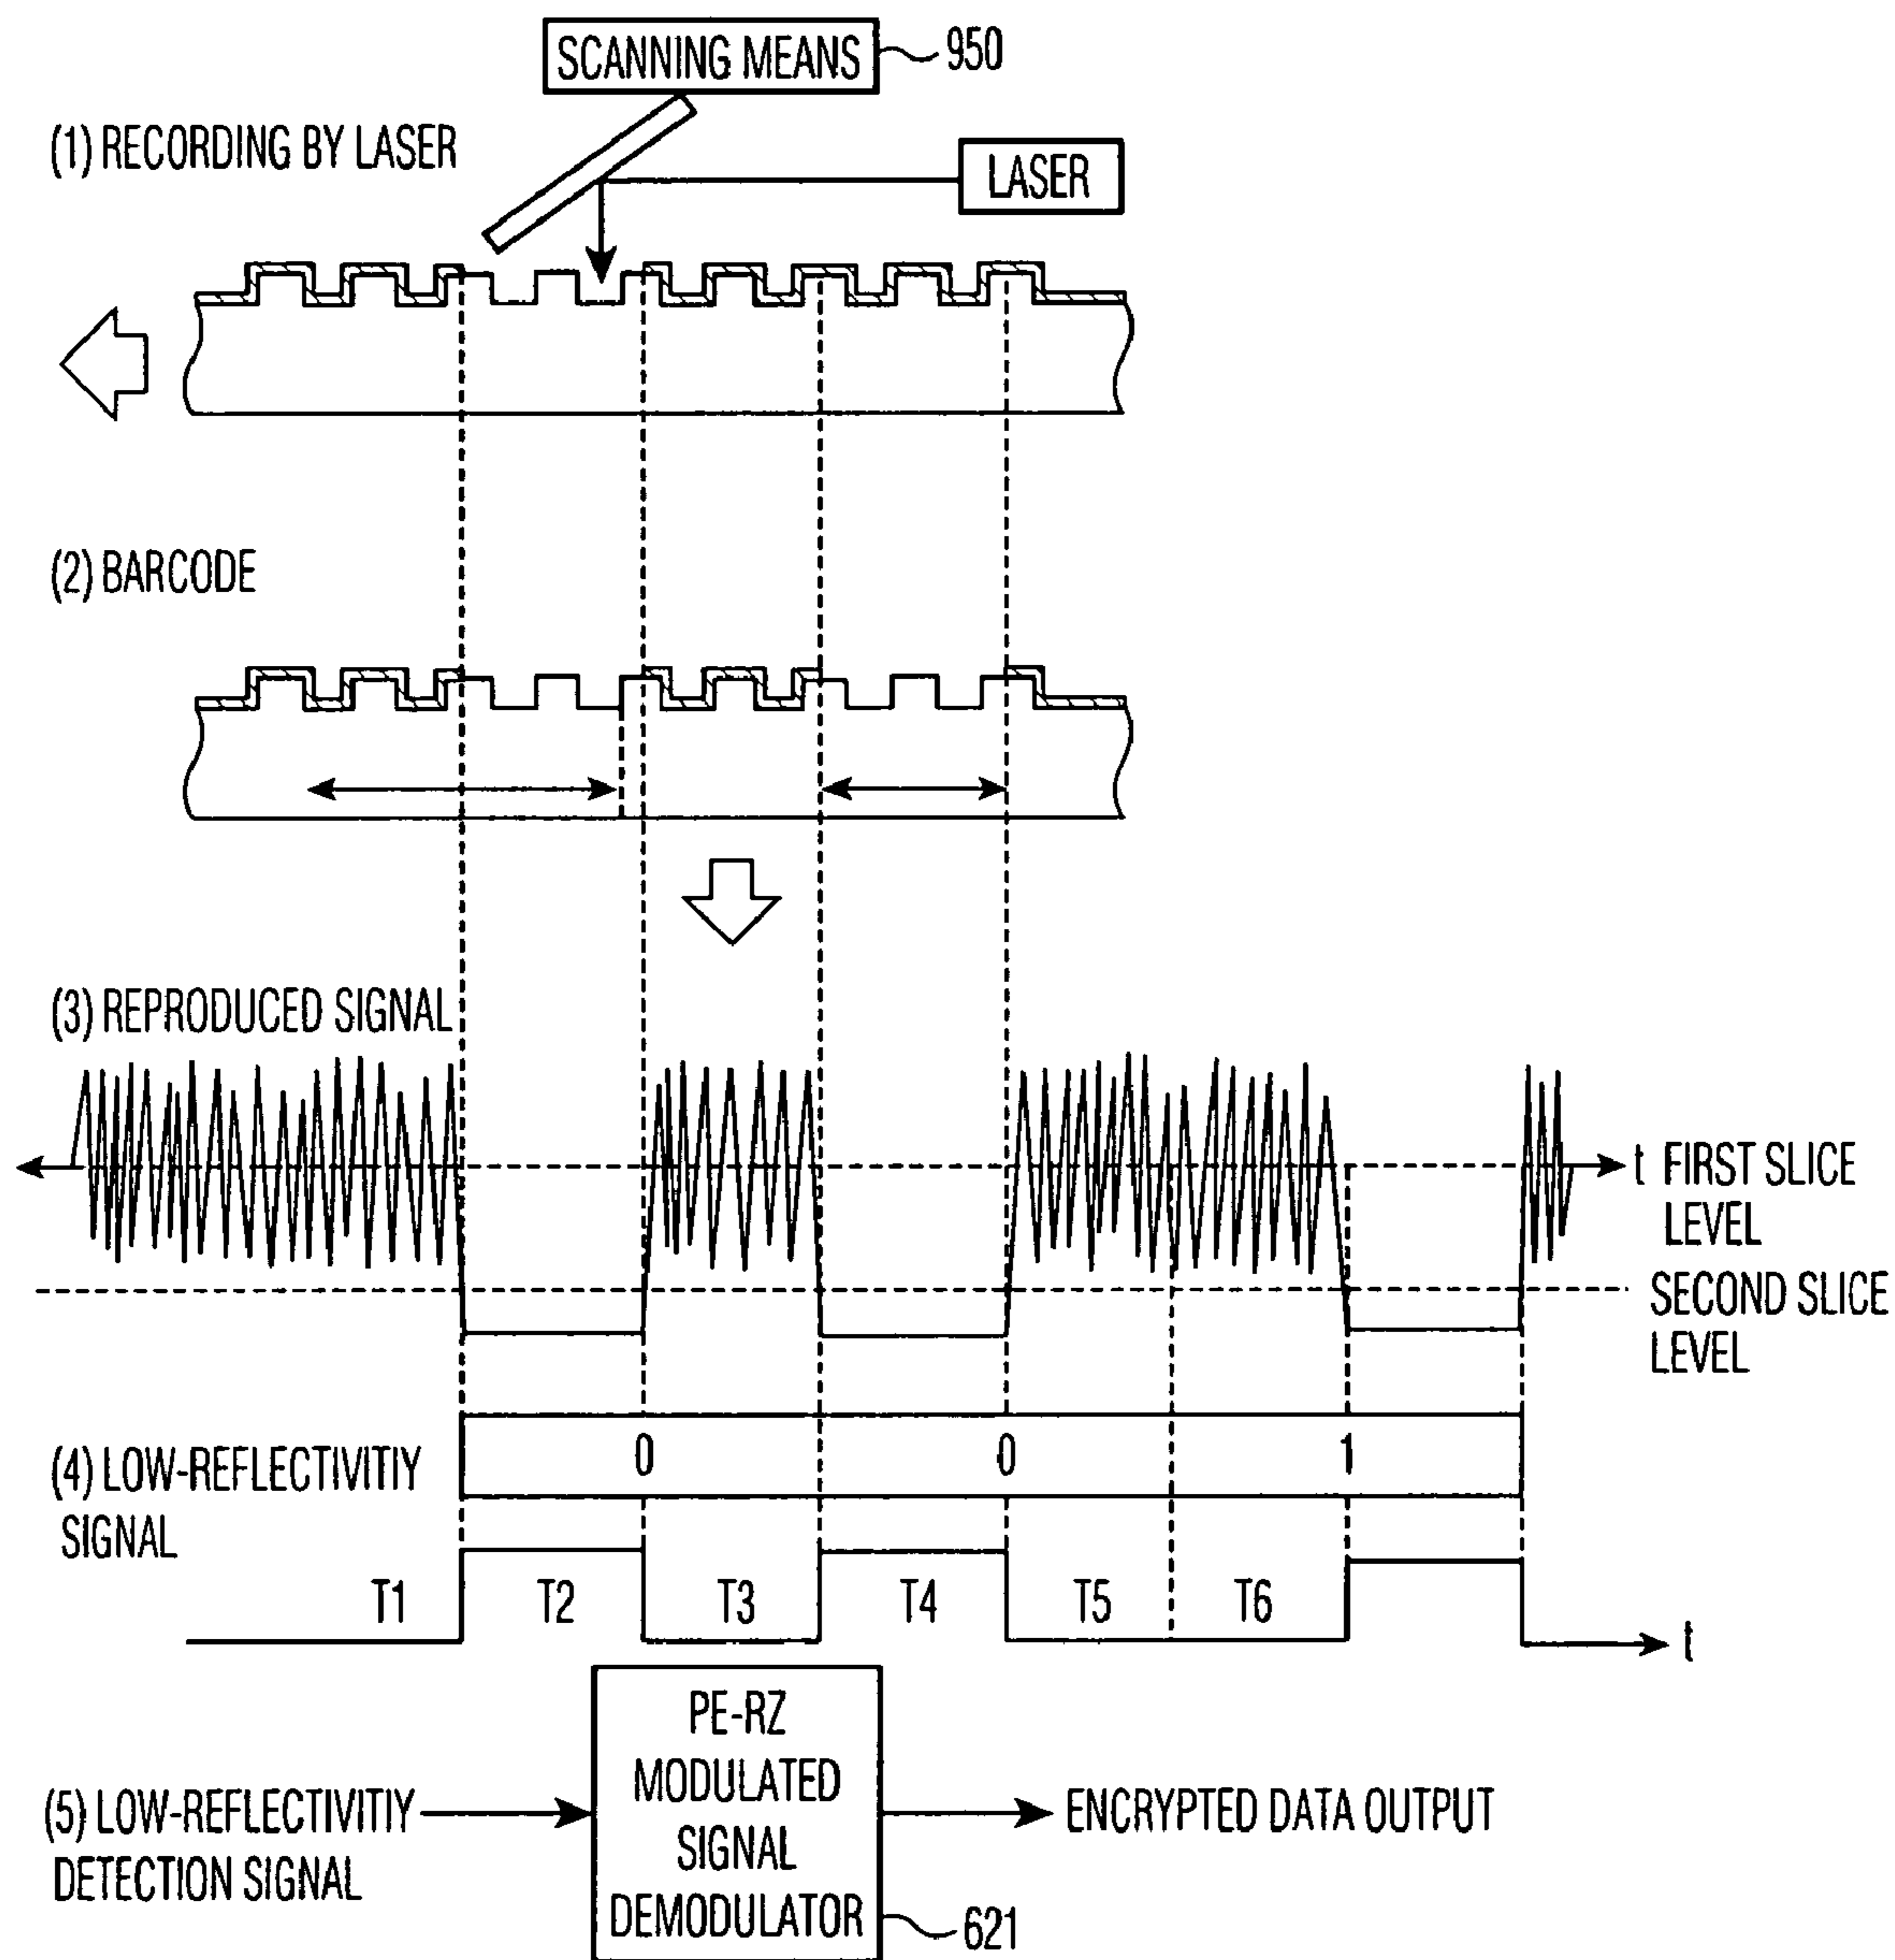 SCANNING MEANS
950
(1) RECORDING BY LASER
LASER
(2) BARCODE
(3) REPRODUCED SIGNAL
t FIRST SLICE
LEVEL
SECOND SLICE
LEVEL
(4) LOW-REFLECTIVITIY
SIGNAL
0 0 1
T1 T2 T3 T4 T5 T6
t
PE-RZ
MODULATED
SIGNAL
DEMODULATOR
621
(5) LOW-REFLECTIVITIY
DETECTION SIGNAL
ENCRYPTED DATA OUTPUT